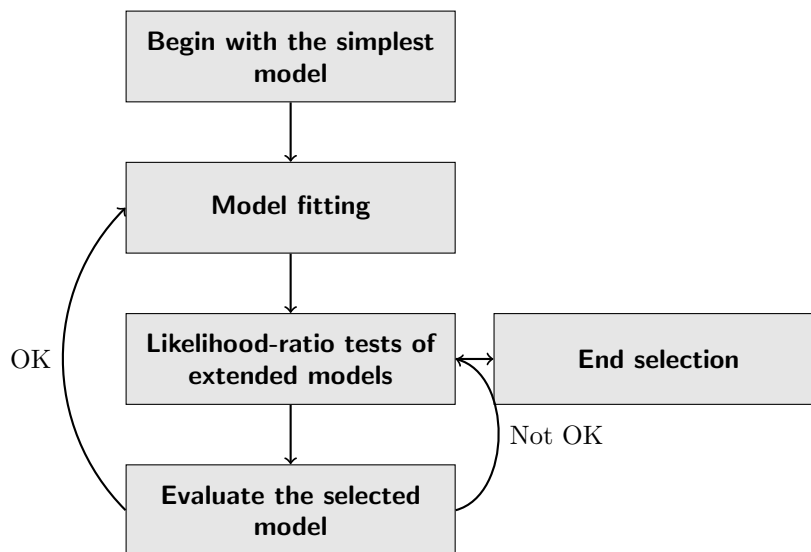 Begin with the simplest
model
Model fitting
OK
Likelihood-ratio tests of
extended models
End selection
Not OK
Evaluate the selected
model